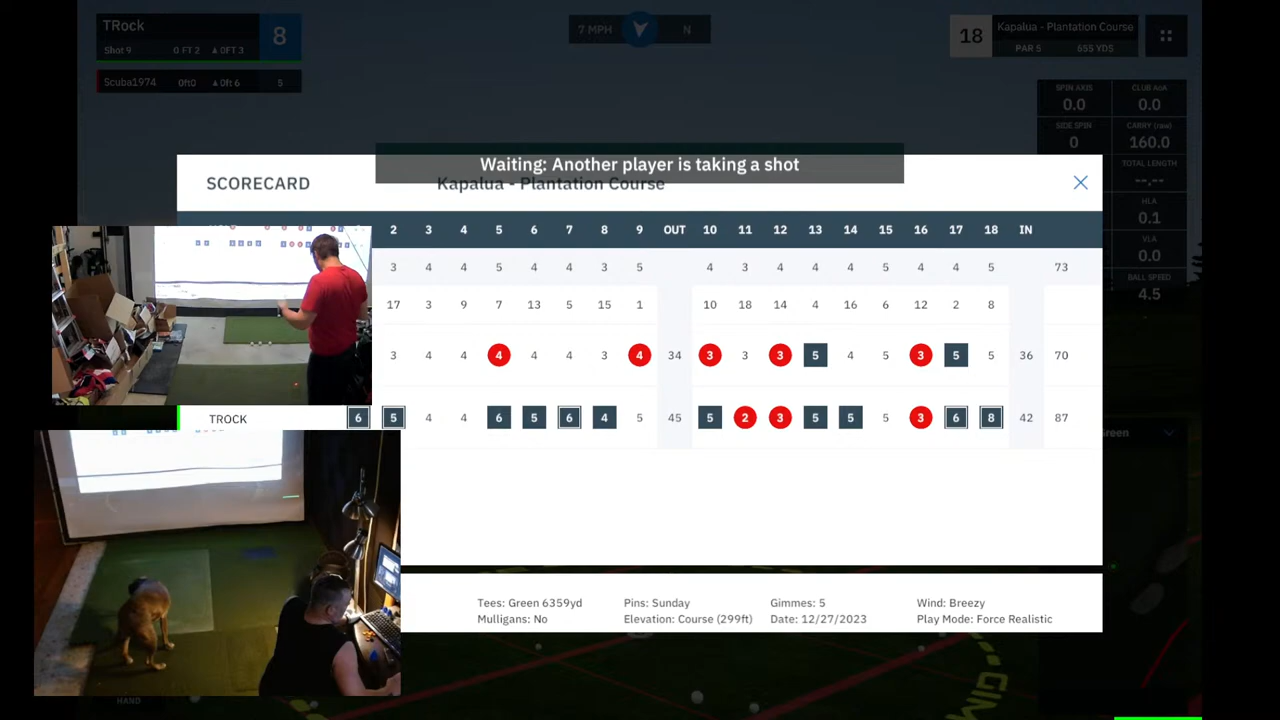 TRock
Shot 9 0 FT 2 ▲0FT 3
8
Scuba1974 0ft0 ▲0ft 6 5
7 MPH N
18
Kapalua - Plantation Course
PAR 5 655 YDS
SPIN AXIS
0.0
CLUB AoA
0.0
SIDE SPIN
0
CARRY (raw)
160.0
TOTAL LENGTH
--.--
HLA
0.1
VLA
0.0
BALL SPEED
4.5
Waiting: Another player is taking a shot
SCORECARD Kapalua - Plantation Course
2 3 4 5 6 7 8 9 OUT 10 11 12 13 14 15 16 17 18 IN
3 4 4 5 4 4 3 5 4 3 4 4 4 5 4 4 5 73
17 3 9 7 13 5 15 1 10 18 14 4 16 6 12 2 8
3 4 4 4 4 4 3 4 34 3 3 3 5 4 5 3 5 5 36 70
TROCK 6 5 4 4 6 5 6 4 5 45 5 2 3 5 5 5 3 6 8 42 87
Tees: Green 6359yd Pins: Sunday Gimmes: 5 Wind: Breezy
Mulligans: No Elevation: Course (299ft) Date: 12/27/2023 Play Mode: Force Realistic
HAND